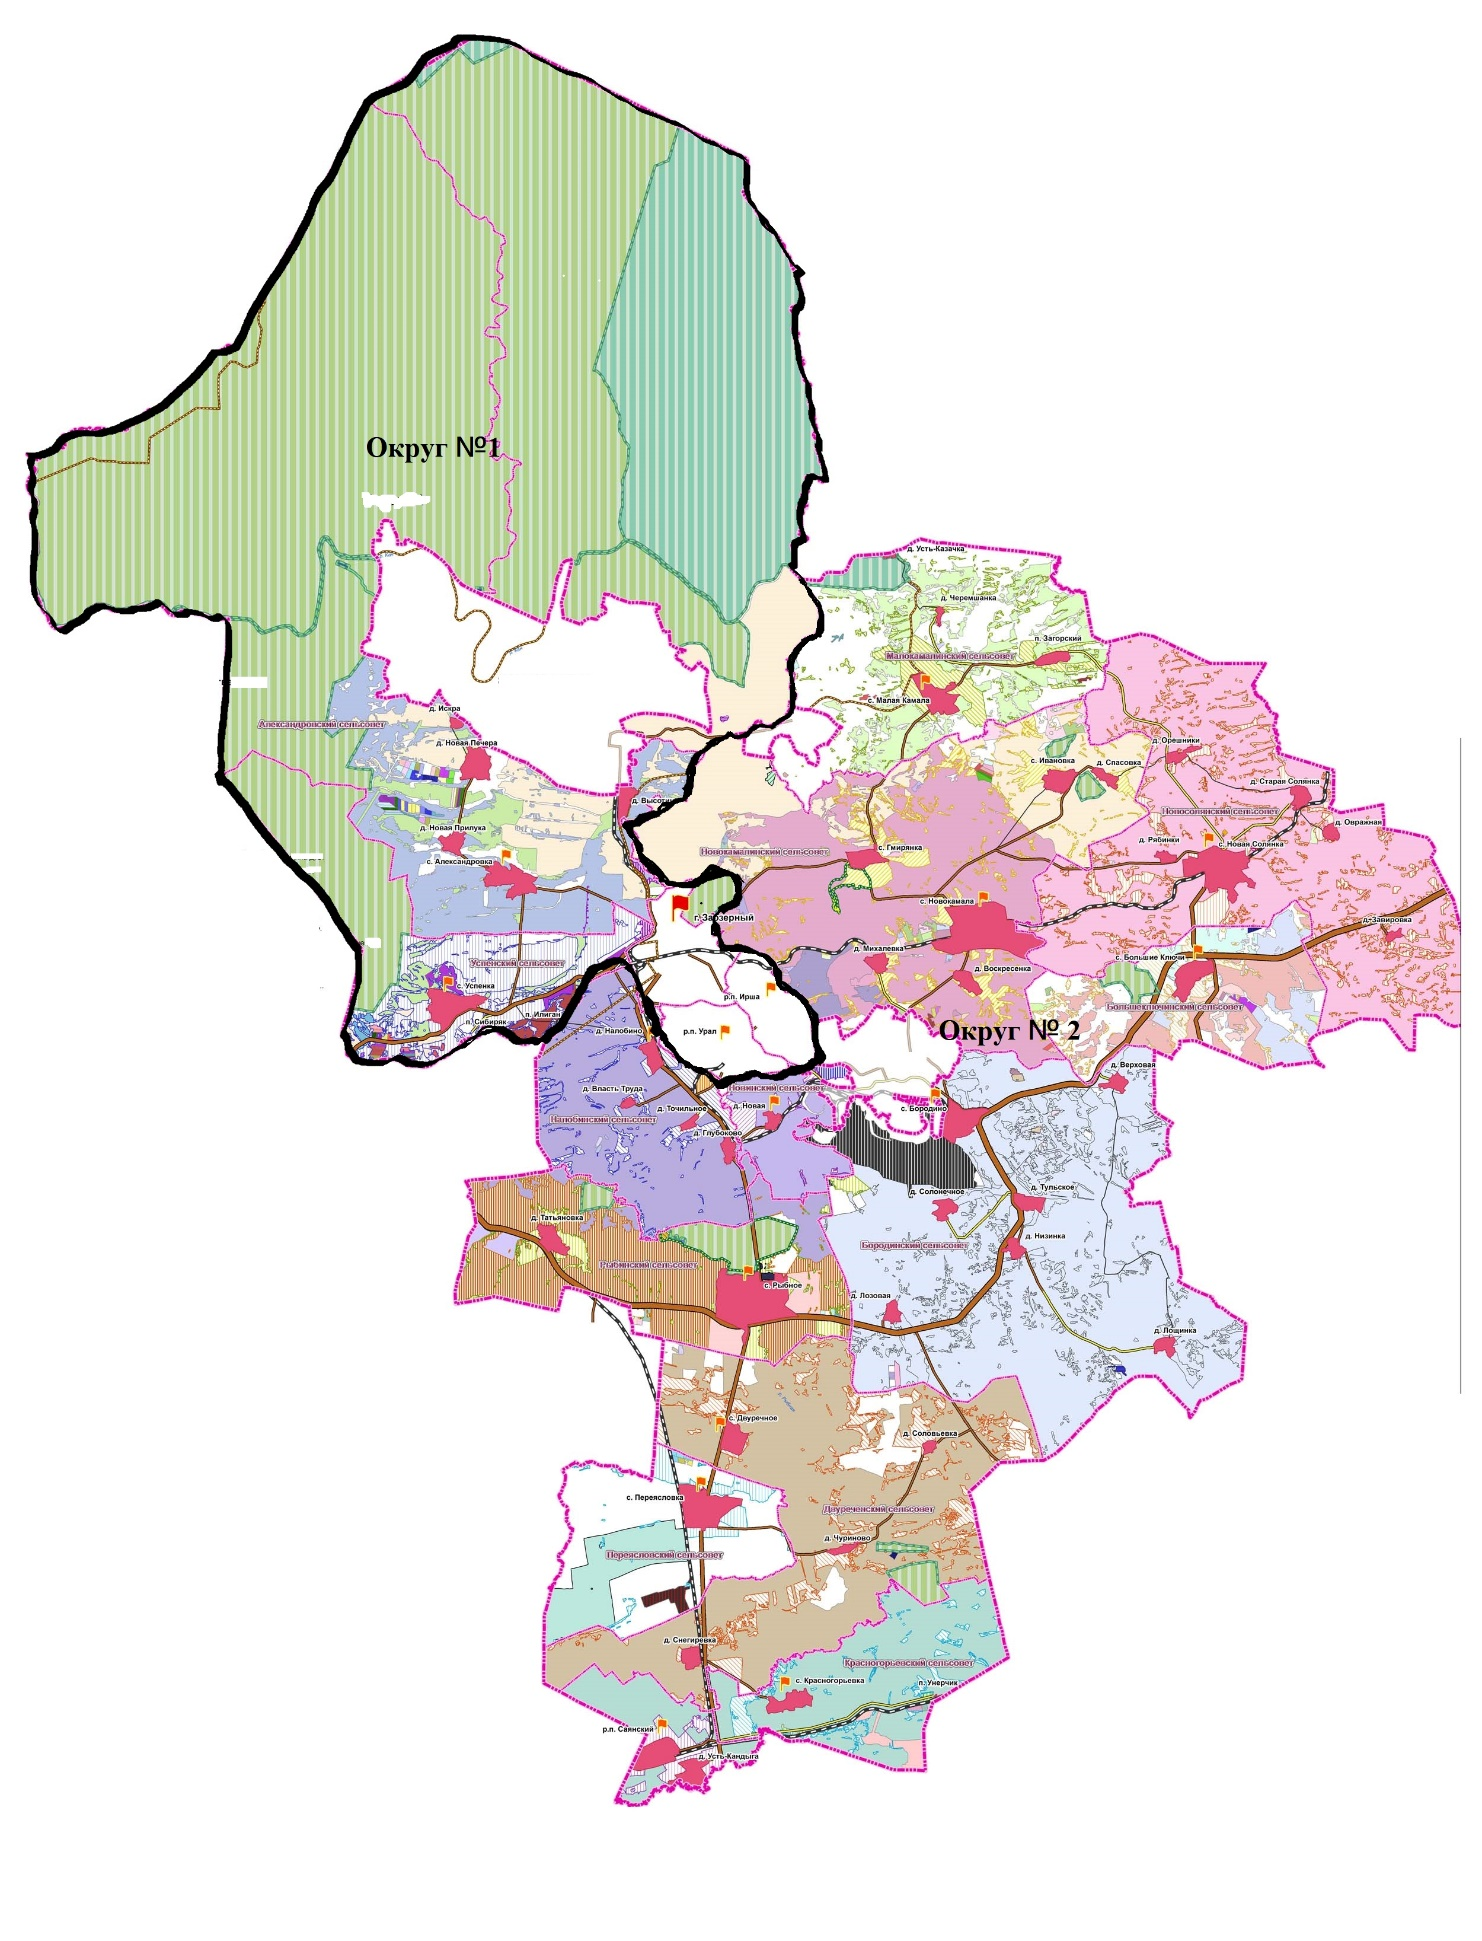 Округ №1
д. Усть-Казачка
д. Черемшанка
п. Загорский
Малокамалинский сельсовет
с. Малая Камала
д. Искра
Александровский сельсовет
д. Новая Печера
д. Орешники
с. Ивановка
д. Спасовка
д. Старая Солянка
д. Высот
Новосолянский сельсовет
д. Овражная
д. Новая Прилука
д. Рябинки
с. Новая Солянка
с. Гмирянка
Новокамалинский сельсовет
с. Александровка
с. Новокамала
г. Заозерный
д. Завировка
д. Михалевка
с. Большие Ключи
Успенский сельсовет
д. Воскресенка
с. Успенка
р.п. Ирша
Большеключинский сельсовет
п. Сибиряк
п. Илиган
д. Налобино
р.п. Урал
Округ № 2
д. Верховая
д. Власть Труда
Новинский сельсовет
д. Точильное
д. Новая
с. Бородино
Налобинский сельсовет
д. Глубоково
д. Солонечное
д. Тульское
д. Татьяновка
д. Низинка
Бородинский сельсовет
Рыбинский сельсовет
с. Рыбное
д. Лозовая
д. Лощинка
с. Двуречное
д. Соловьевка
с. Переясловка
Двуреченский сельсовет
д. Чуриново
Переясловский сельсовет
д. Снегиревка
Красногорьевский сельсовет
с. Красногорьевка
п. Унерчик
р.п. Саянский
д. Усть-Кандыга